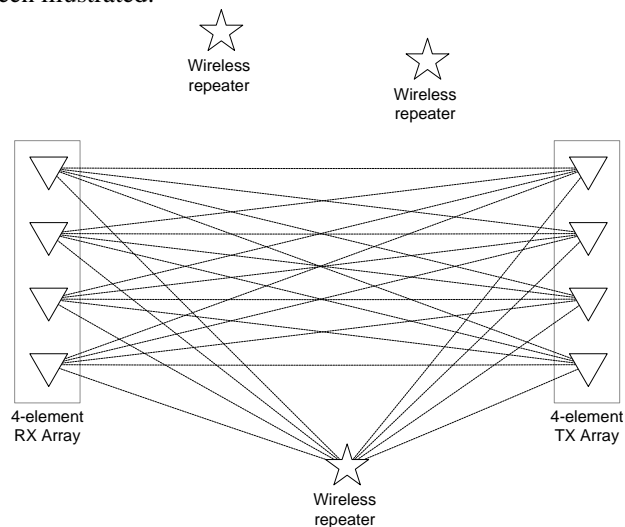 Wireless
repeater
Wireless
repeater
4-element
RX Array
4-element
TX Array
Wireless
repeater